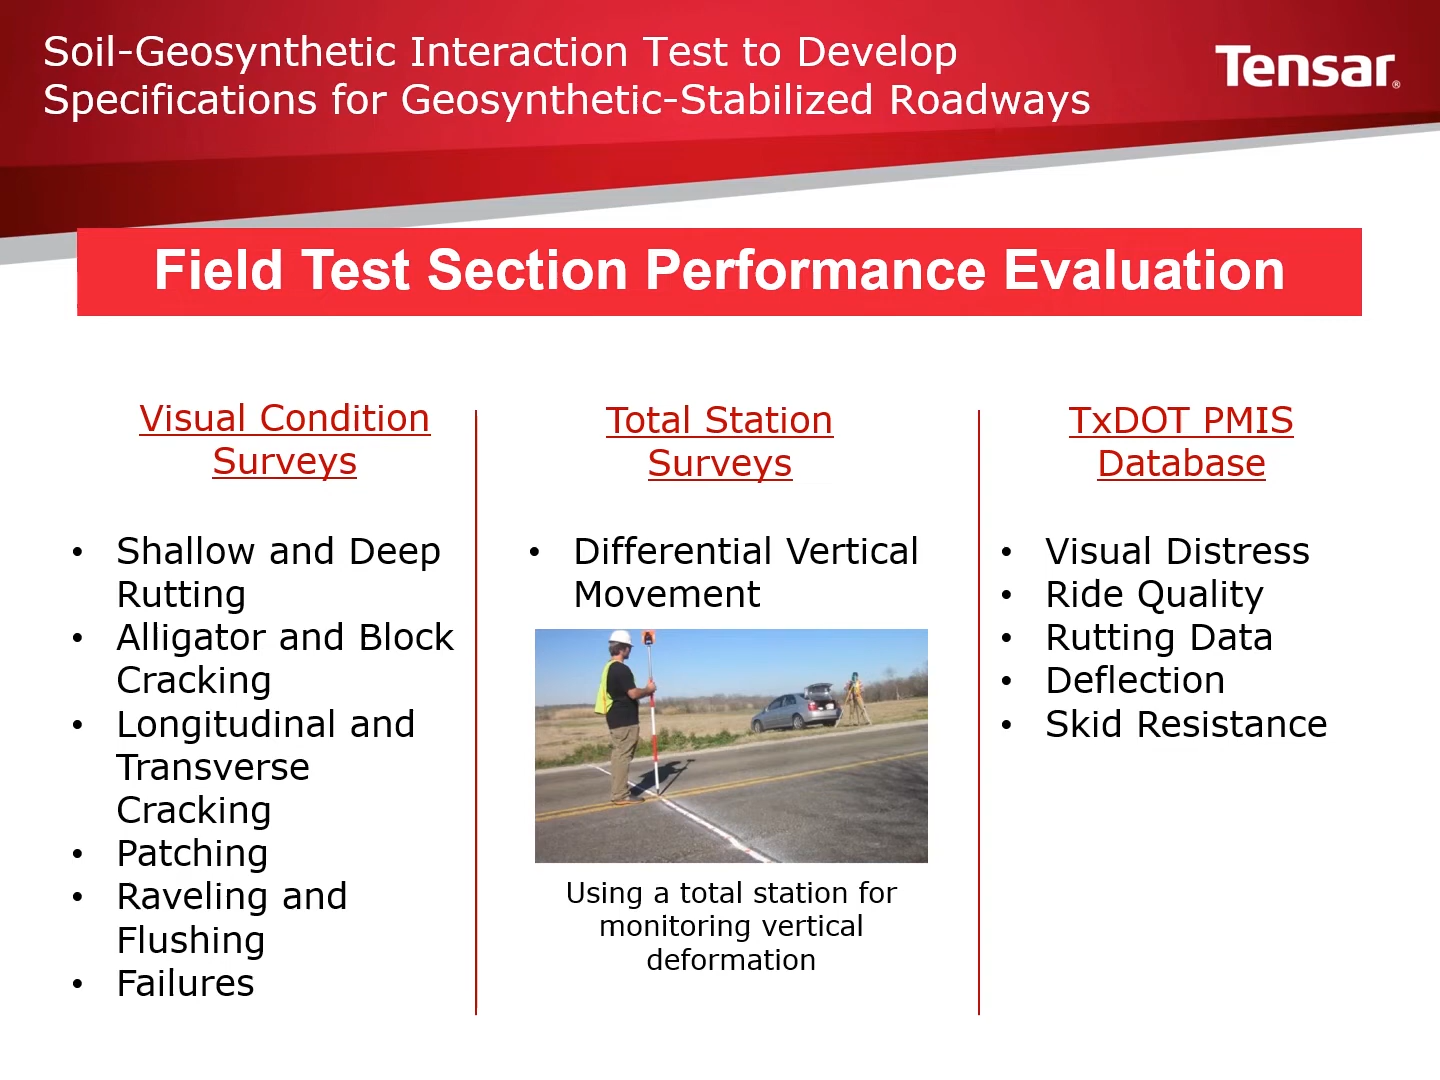 Soil-Geosynthetic Interaction Test to Develop
Specifications for Geosynthetic-Stabilized Roadways
Tensar®
Field Test Section Performance Evaluation
Visual Condition
Surveys
• Shallow and Deep
Rutting
• Alligator and Block
Cracking
• Longitudinal and
Transverse
Cracking
• Patching
• Raveling and
Flushing
• Failures
Total Station
Surveys
• Differential Vertical
Movement
Using a total station for
monitoring vertical
deformation
TxDOT PMIS
Database
• Visual Distress
• Ride Quality
• Rutting Data
• Deflection
• Skid Resistance